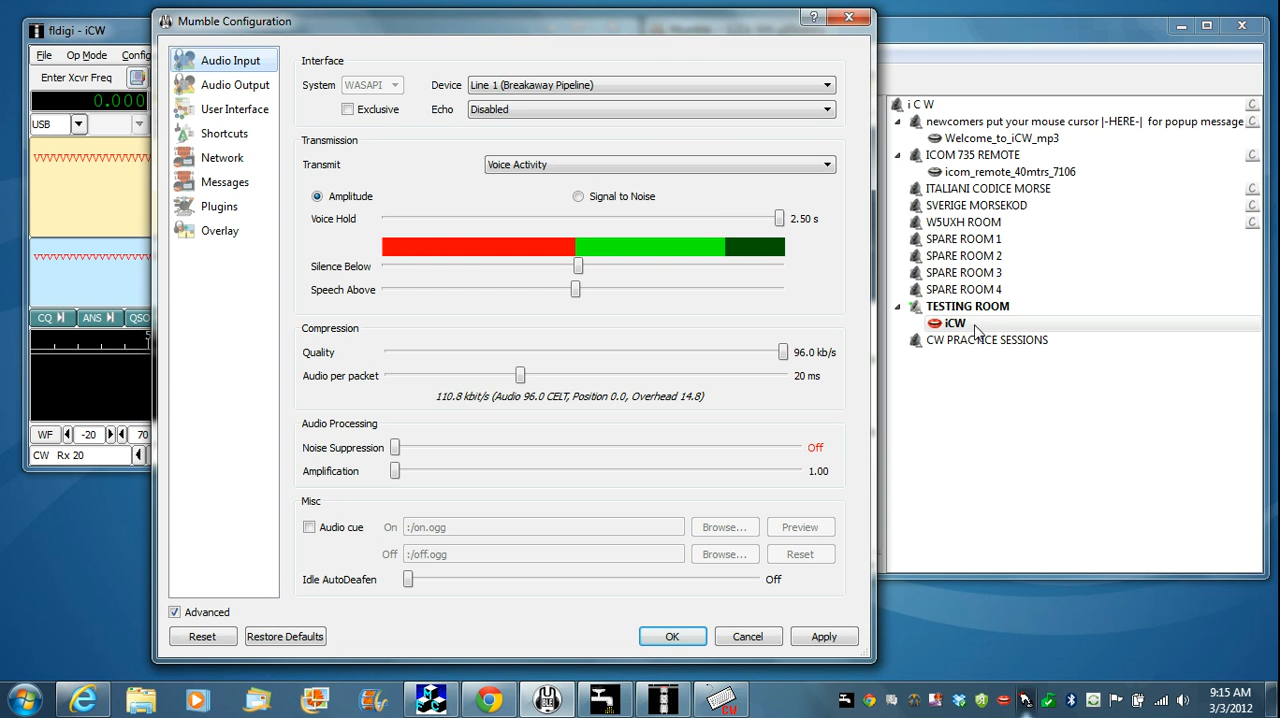 fldigi - iCW
File Op Mode Config
Enter Xcvr Freq
0.000
USB
CQ ANS QSO
WF -20 70
CW Rx 20
Mumble Configuration
Audio Input
Audio Output
User Interface
Shortcuts
Network
Messages
Plugins
Overlay
Interface
System WASAPI Device Line 1 (Breakaway Pipeline)
Exclusive Echo Disabled
Transmission
Transmit Voice Activity
Amplitude Signal to Noise
Voice Hold 2.50 s
Silence Below
Speech Above
Compression
Quality 96.0 kb/s
Audio per packet 20 ms
110.8 kbit/s (Audio 96.0 CELT, Position 0.0, Overhead 14.8)
Audio Processing
Noise Suppression Off
Amplification 1.00
Misc
Audio cue On :/on.ogg Browse... Preview
Off :/off.ogg Browse... Reset
Idle AutoDeafen Off
Advanced
Reset Restore Defaults OK Cancel Apply
i C W C
newcomers put your mouse cursor |-HERE-| for popup message C
Welcome_to_iCW_mp3
ICOM 735 REMOTE C
icom_remote_40mtrs_7106
ITALIANI CODICE MORSE C
SVERIGE MORSEKOD C
W5UXH ROOM C
SPARE ROOM 1
SPARE ROOM 2
SPARE ROOM 3
SPARE ROOM 4
TESTING ROOM
iCW
CW PRACTICE SESSIONS
CW
9:15 AM
3/3/2012